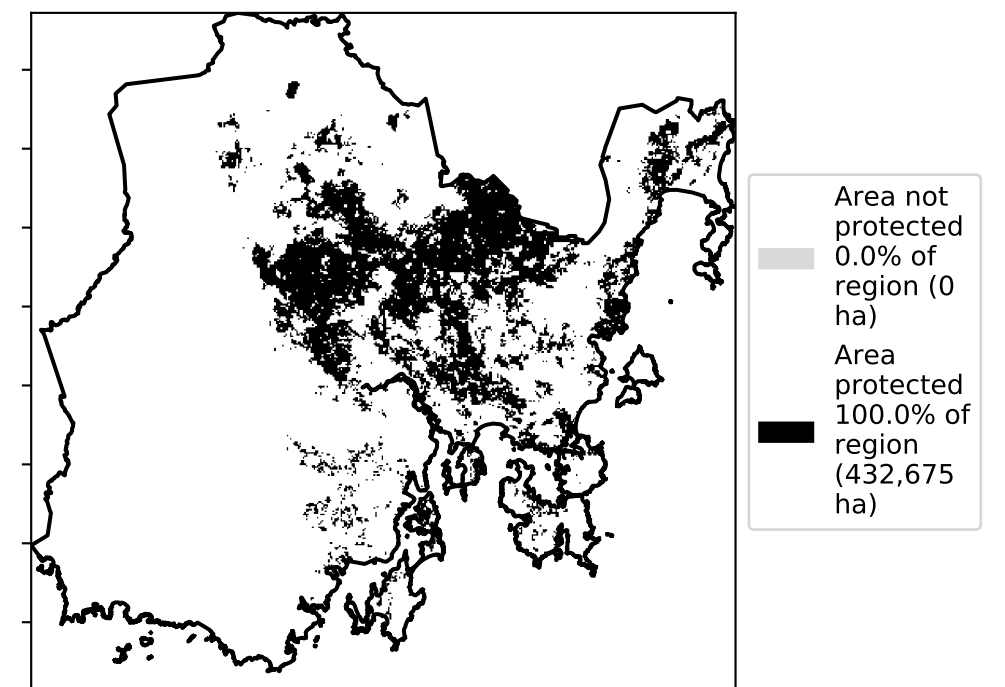 Area not
protected
0.0% of
region (0
ha)
Area
protected
100.0% of
region
(432,675
ha)